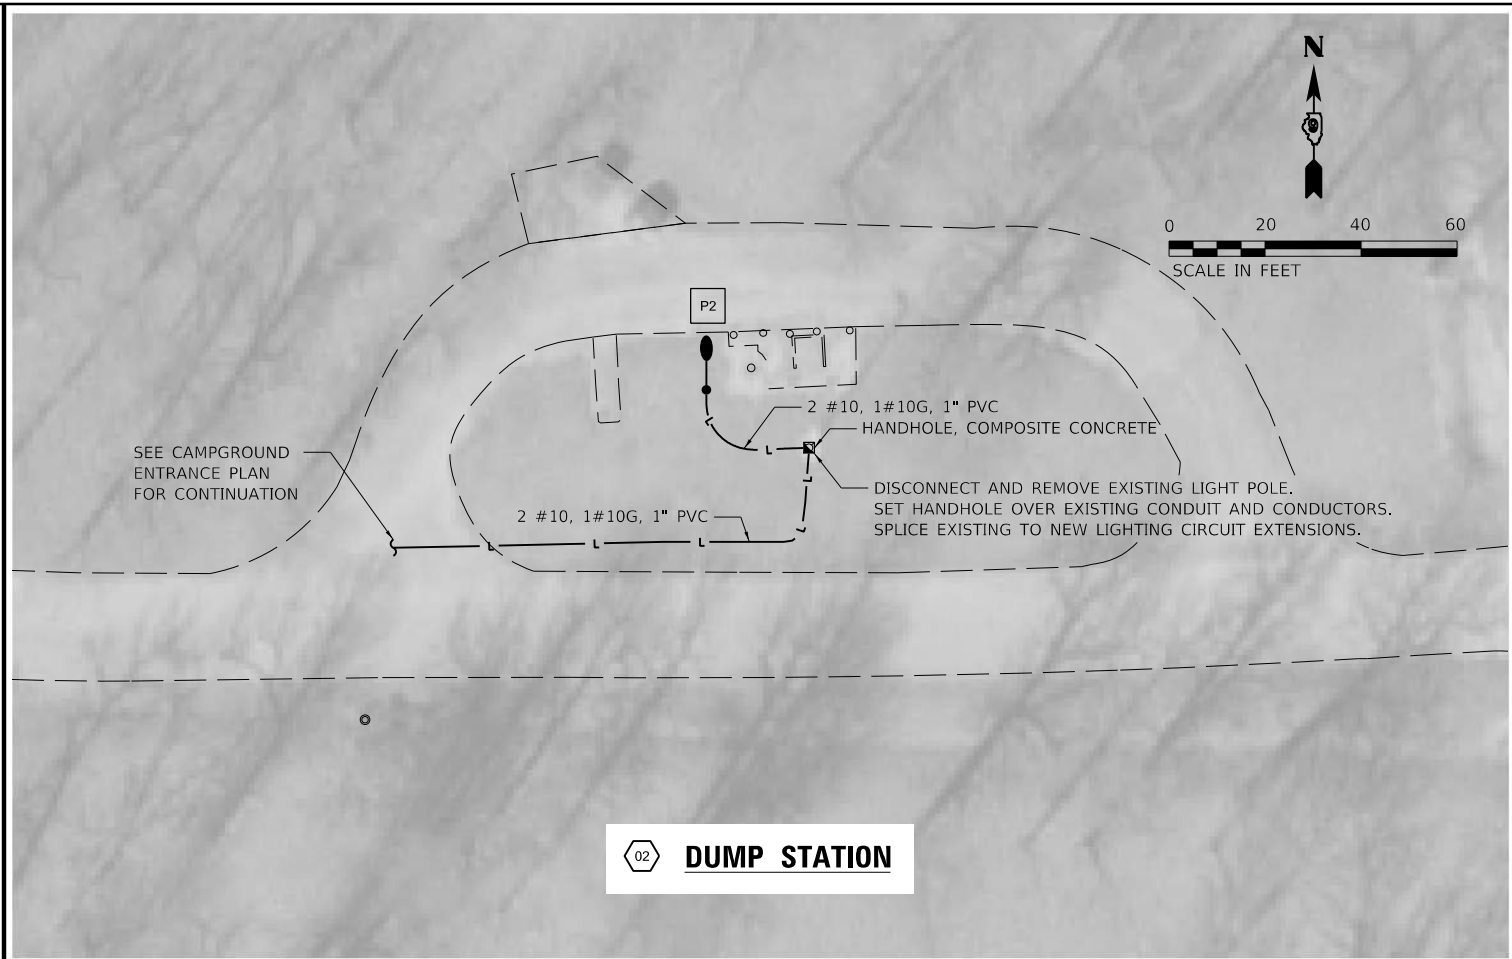 N
0 20 40 60
SCALE IN FEET
P2
2 #10, 1#10G, 1" PVC
HANDHOLE, COMPOSITE CONCRETE
SEE CAMPGROUND
ENTRANCE PLAN
FOR CONTINUATION
DISCONNECT AND REMOVE EXISTING LIGHT POLE.
SET HANDHOLE OVER EXISTING CONDUIT AND CONDUCTORS.
SPLICE EXISTING TO NEW LIGHTING CIRCUIT EXTENSIONS.
2 #10, 1#10G, 1" PVC
L
L
L
L
L
L
L
02 DUMP STATION